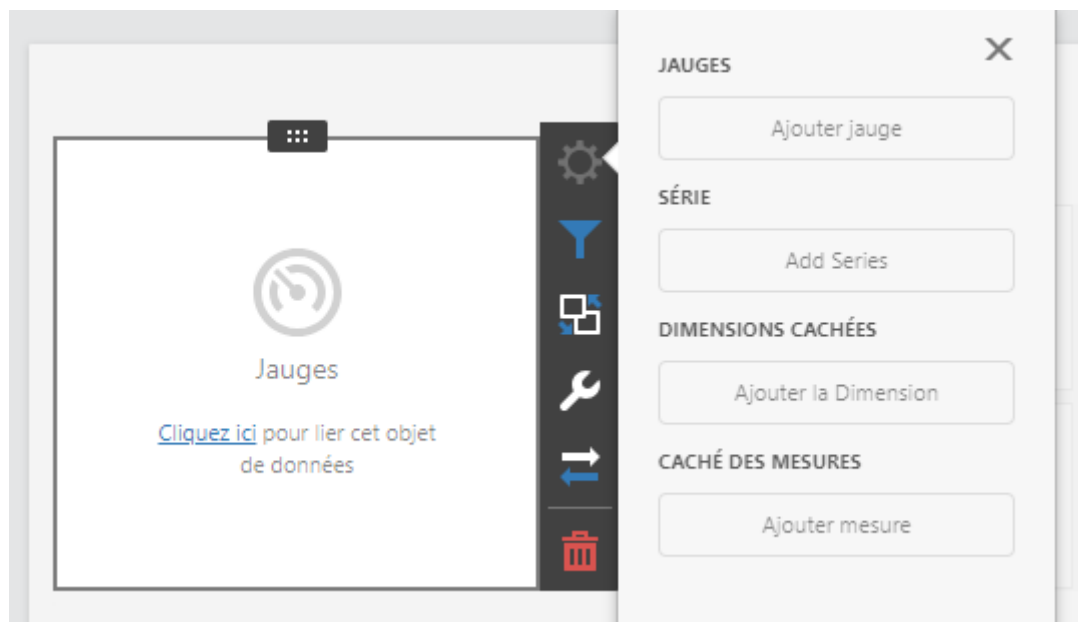 Jauges
Cliquez ici pour lier cet objet
de données
JAUGES
Ajouter jauge
SÉRIE
Add Series
DIMENSIONS CACHÉES
Ajouter la Dimension
CACHÉ DES MESURES
Ajouter mesure